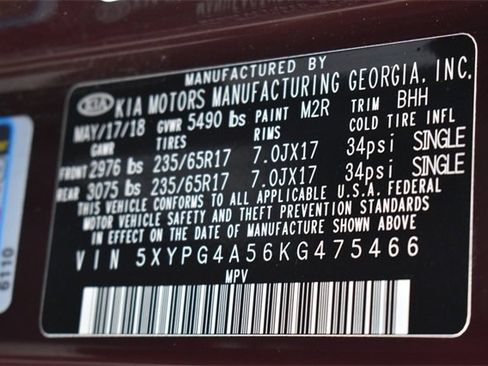 MANUFACTURED BY
KIA KIA MOTORS MANUFACTURING GEORGIA, INC.
MAY/17/18 GVWR 5490 lbs PAINT M2R TRIM BHH
GAWR TIRES RIMS COLD TIRE INFL
FRONT 2976 lbs 235/65R17 7.0JX17 34psi SINGLE
REAR 3075 lbs 235/65R17 7.0JX17 34psi SINGLE
THIS VEHICLE CONFORMS TO ALL APPLICABLE U.S.A. FEDERAL
MOTOR VEHICLE SAFETY AND THEFT PREVENTION STANDARDS
IN EFFECT ON THE DATE OF MANUFACTURE SHOWN ABOVE
VIN 5XYPG4A56KG475466
MPV
6110